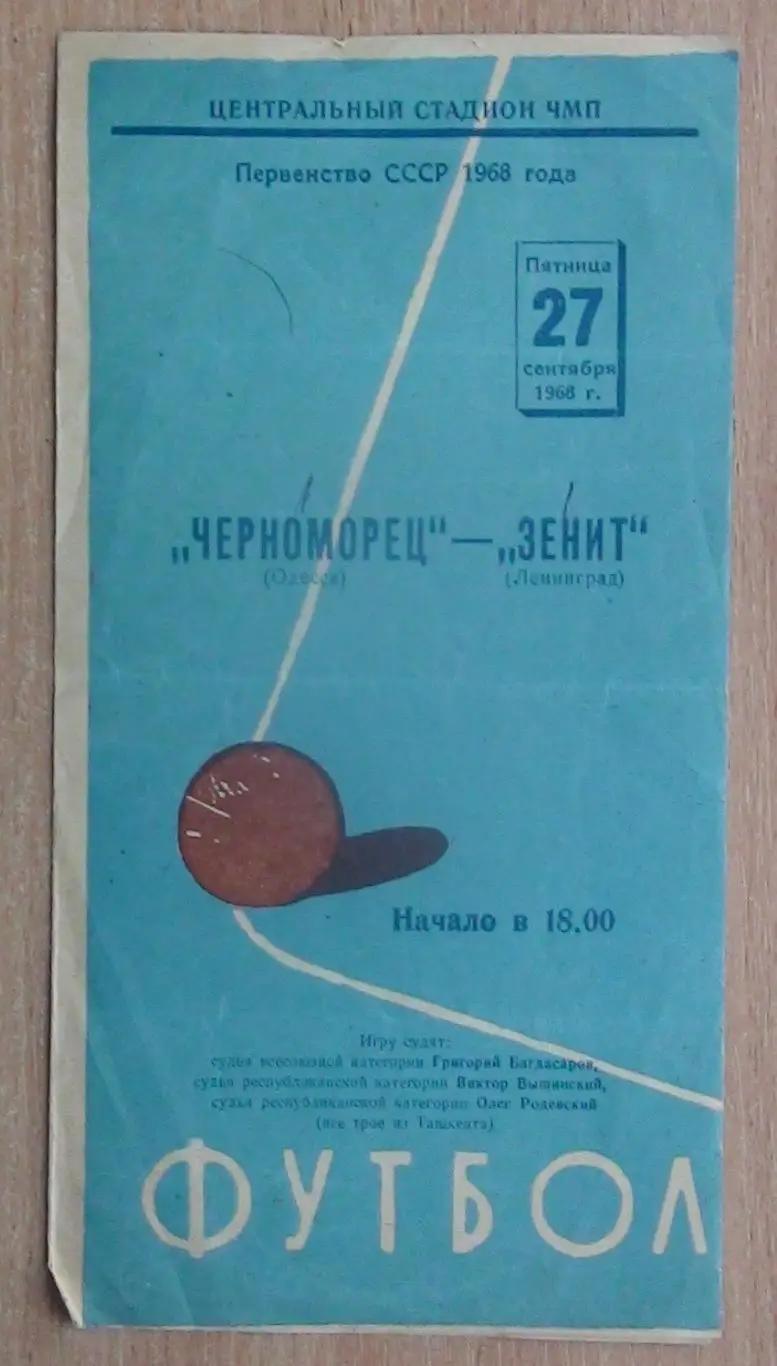 ЦЕНТРАЛЬНЫЙ СТАДИОН ЧМП
Первенство СССР 1968 года
Пятница
27
сентября
1968 г.
„ЧЕРНОМОРЕЦ" — „ЗЕНИТ"
(Одесса) (Ленинград)
Начало в 18.00
Игру судят:
судья всесоюзной категории Григорий Багдасаров,
судья республиканской категории Виктор Вышинский,
судья республиканской категории Олег Родевский
(все трое из Ташкента)
ФУТБОЛ